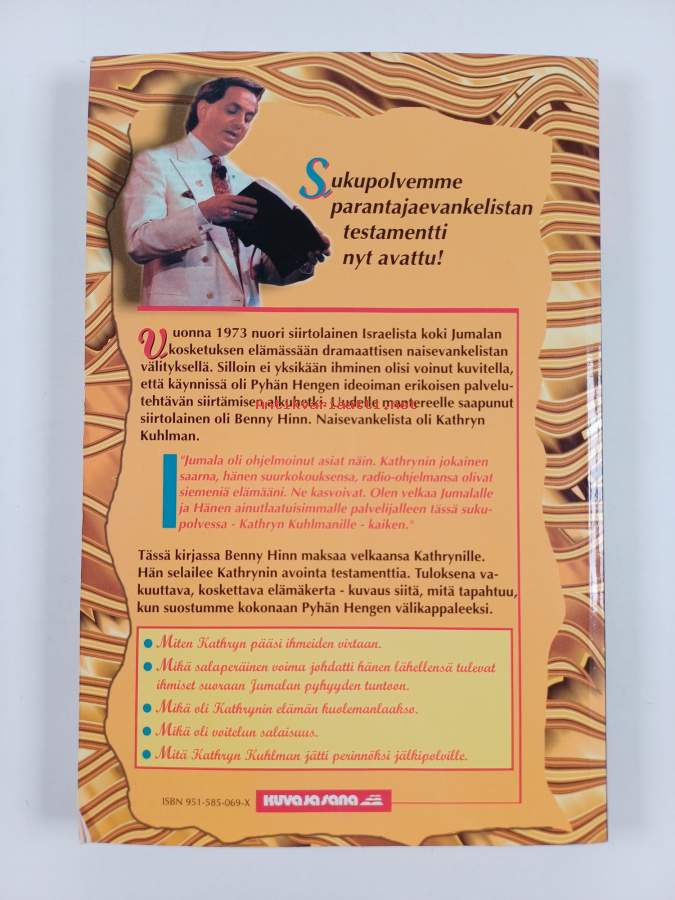 Sukupolvemme
parantajaevankelistan
testamentti
nyt avattu!
Vuonna 1973 nuori siirtolainen Israelista koki Jumalan
kosketuksen elämässään dramaattisen naisevankelistan
välityksellä. Silloin ei yksikään ihminen olisi voinut kuvitella,
että käynnissä oli Pyhän Hengen ideoiman erikoisen palvelu-
tehtävän siirtämisen alkuhetki. Uudelle mantereelle saapunut
siirtolainen oli Benny Hinn. Naisevankelista oli Kathryn
Kuhlman.
"Jumala oli ohjelmoinut asiat näin. Kathrynin jokainen
saarna, hänen suurkokouksensa, radio-ohjelmansa olivat
siemeniä elämääni. Ne kasvoivat. Olen velkaa Jumalalle
ja Hänen ainutlaatuisimmalle palvelijalleen tässä suku-
polvessa - Kathryn Kuhlmanille - kaiken."
Tässä kirjassa Benny Hinn maksaa velkaansa Kathrynille.
Hän selailee Kathrynin avointa testamenttia. Tuloksena va-
kuuttava, koskettava elämäkerta - kuvaus siitä, mitä tapahtuu,
kun suostumme kokonaan Pyhän Hengen välikappaleeksi.
● Miten Kathryn pääsi ihmeiden virtaan.
● Mikä salaperäinen voima johdatti hänen lähellensä tulevat
ihmiset suoraan Jumalan pyhyyden tuntoon.
● Mikä oli Kathrynin elämän kuolemanlaakso.
● Mikä oli voitelun salaisuus.
● Mitä Kathryn Kuhlman jätti perinnöksi jälkipolville.
ISBN 951-585-069-X kuva ja sana